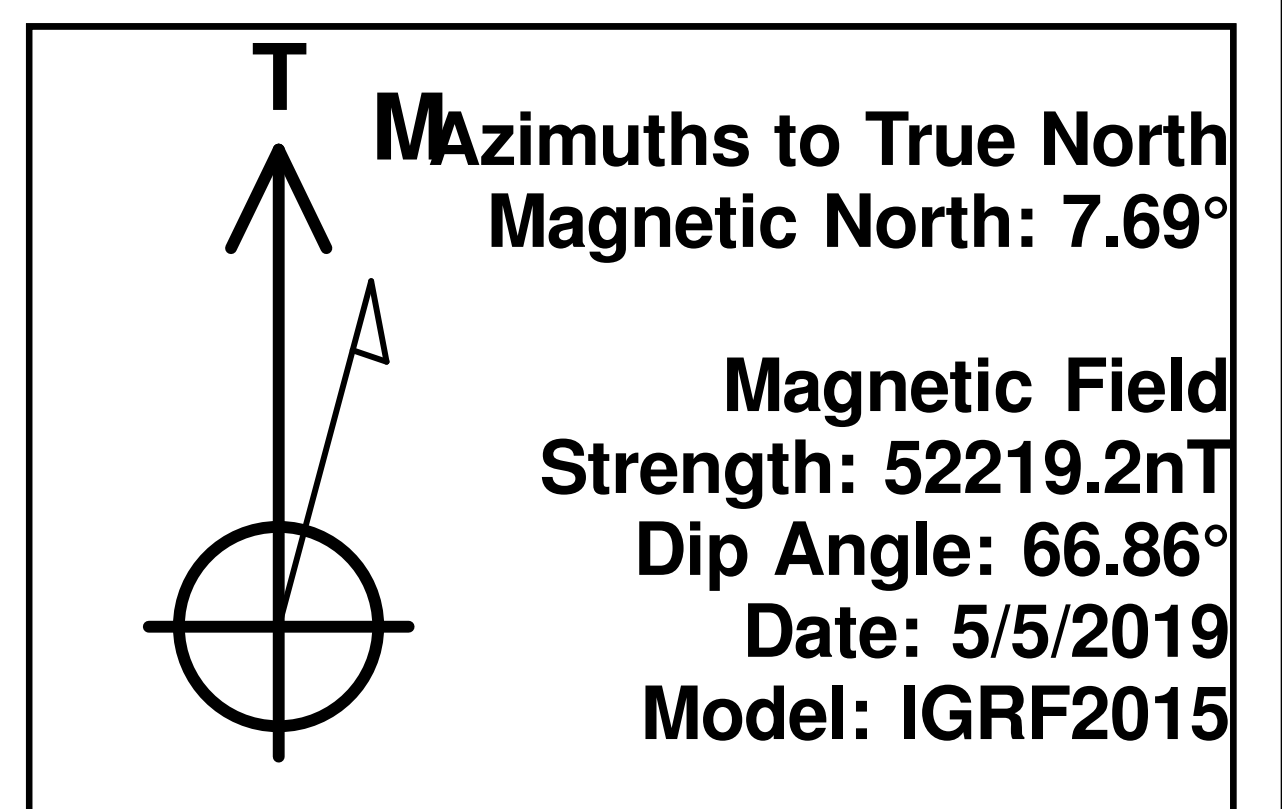 T
M
Azimuths to True North
Magnetic North: 7.69°
Magnetic Field
Strength: 52219.2nT
Dip Angle: 66.86°
Date: 5/5/2019
Model: IGRF2015